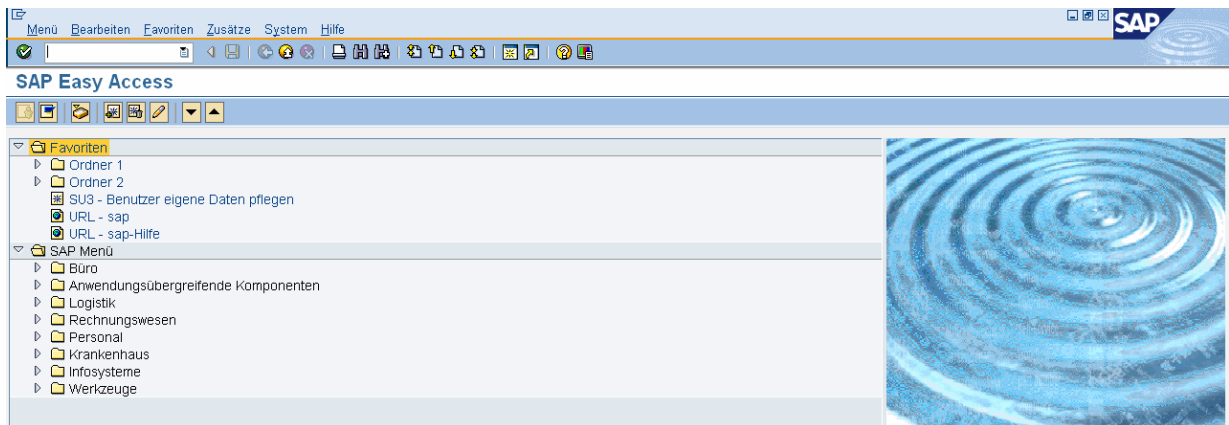 Menü Bearbeiten Favoriten Zusätze System Hilfe
SAP
SAP Easy Access
Favoriten
Ordner 1
Ordner 2
SU3 - Benutzer eigene Daten pflegen
URL - sap
URL - sap-Hilfe
SAP Menü
Büro
Anwendungsübergreifende Komponenten
Logistik
Rechnungswesen
Personal
Krankenhaus
Infosysteme
Werkzeuge